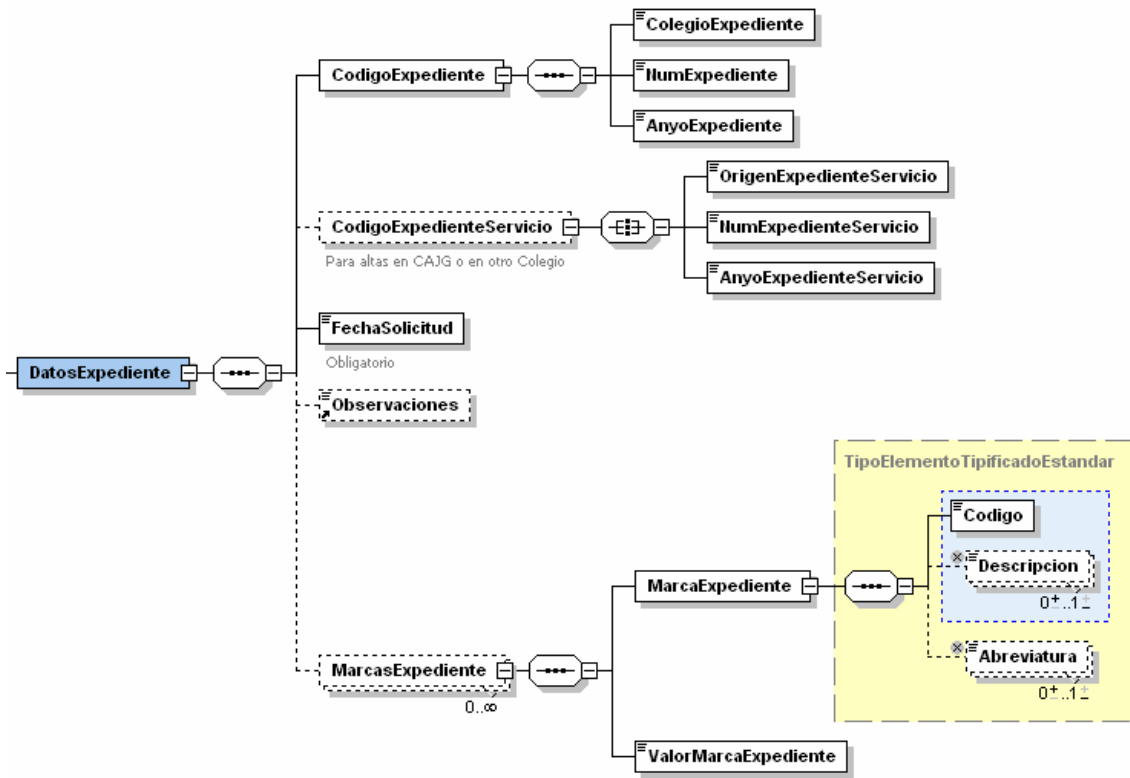 ColegioExpediente
CodigoExpediente
NumExpediente
AnyoExpediente
OrigenExpedienteServicio
CodigoExpedienteServicio
NumExpedienteServicio
Para altas en CAJG o en otro Colegio
AnyoExpedienteServicio
FechaSolicitud
Obligatorio
DatosExpediente
Observaciones
TipoElementoTipificadoEstandar
Codigo
Descripcion
0±..1±
MarcaExpediente
Abreviatura
0±..1±
MarcasExpediente
0..∞
ValorMarcaExpediente